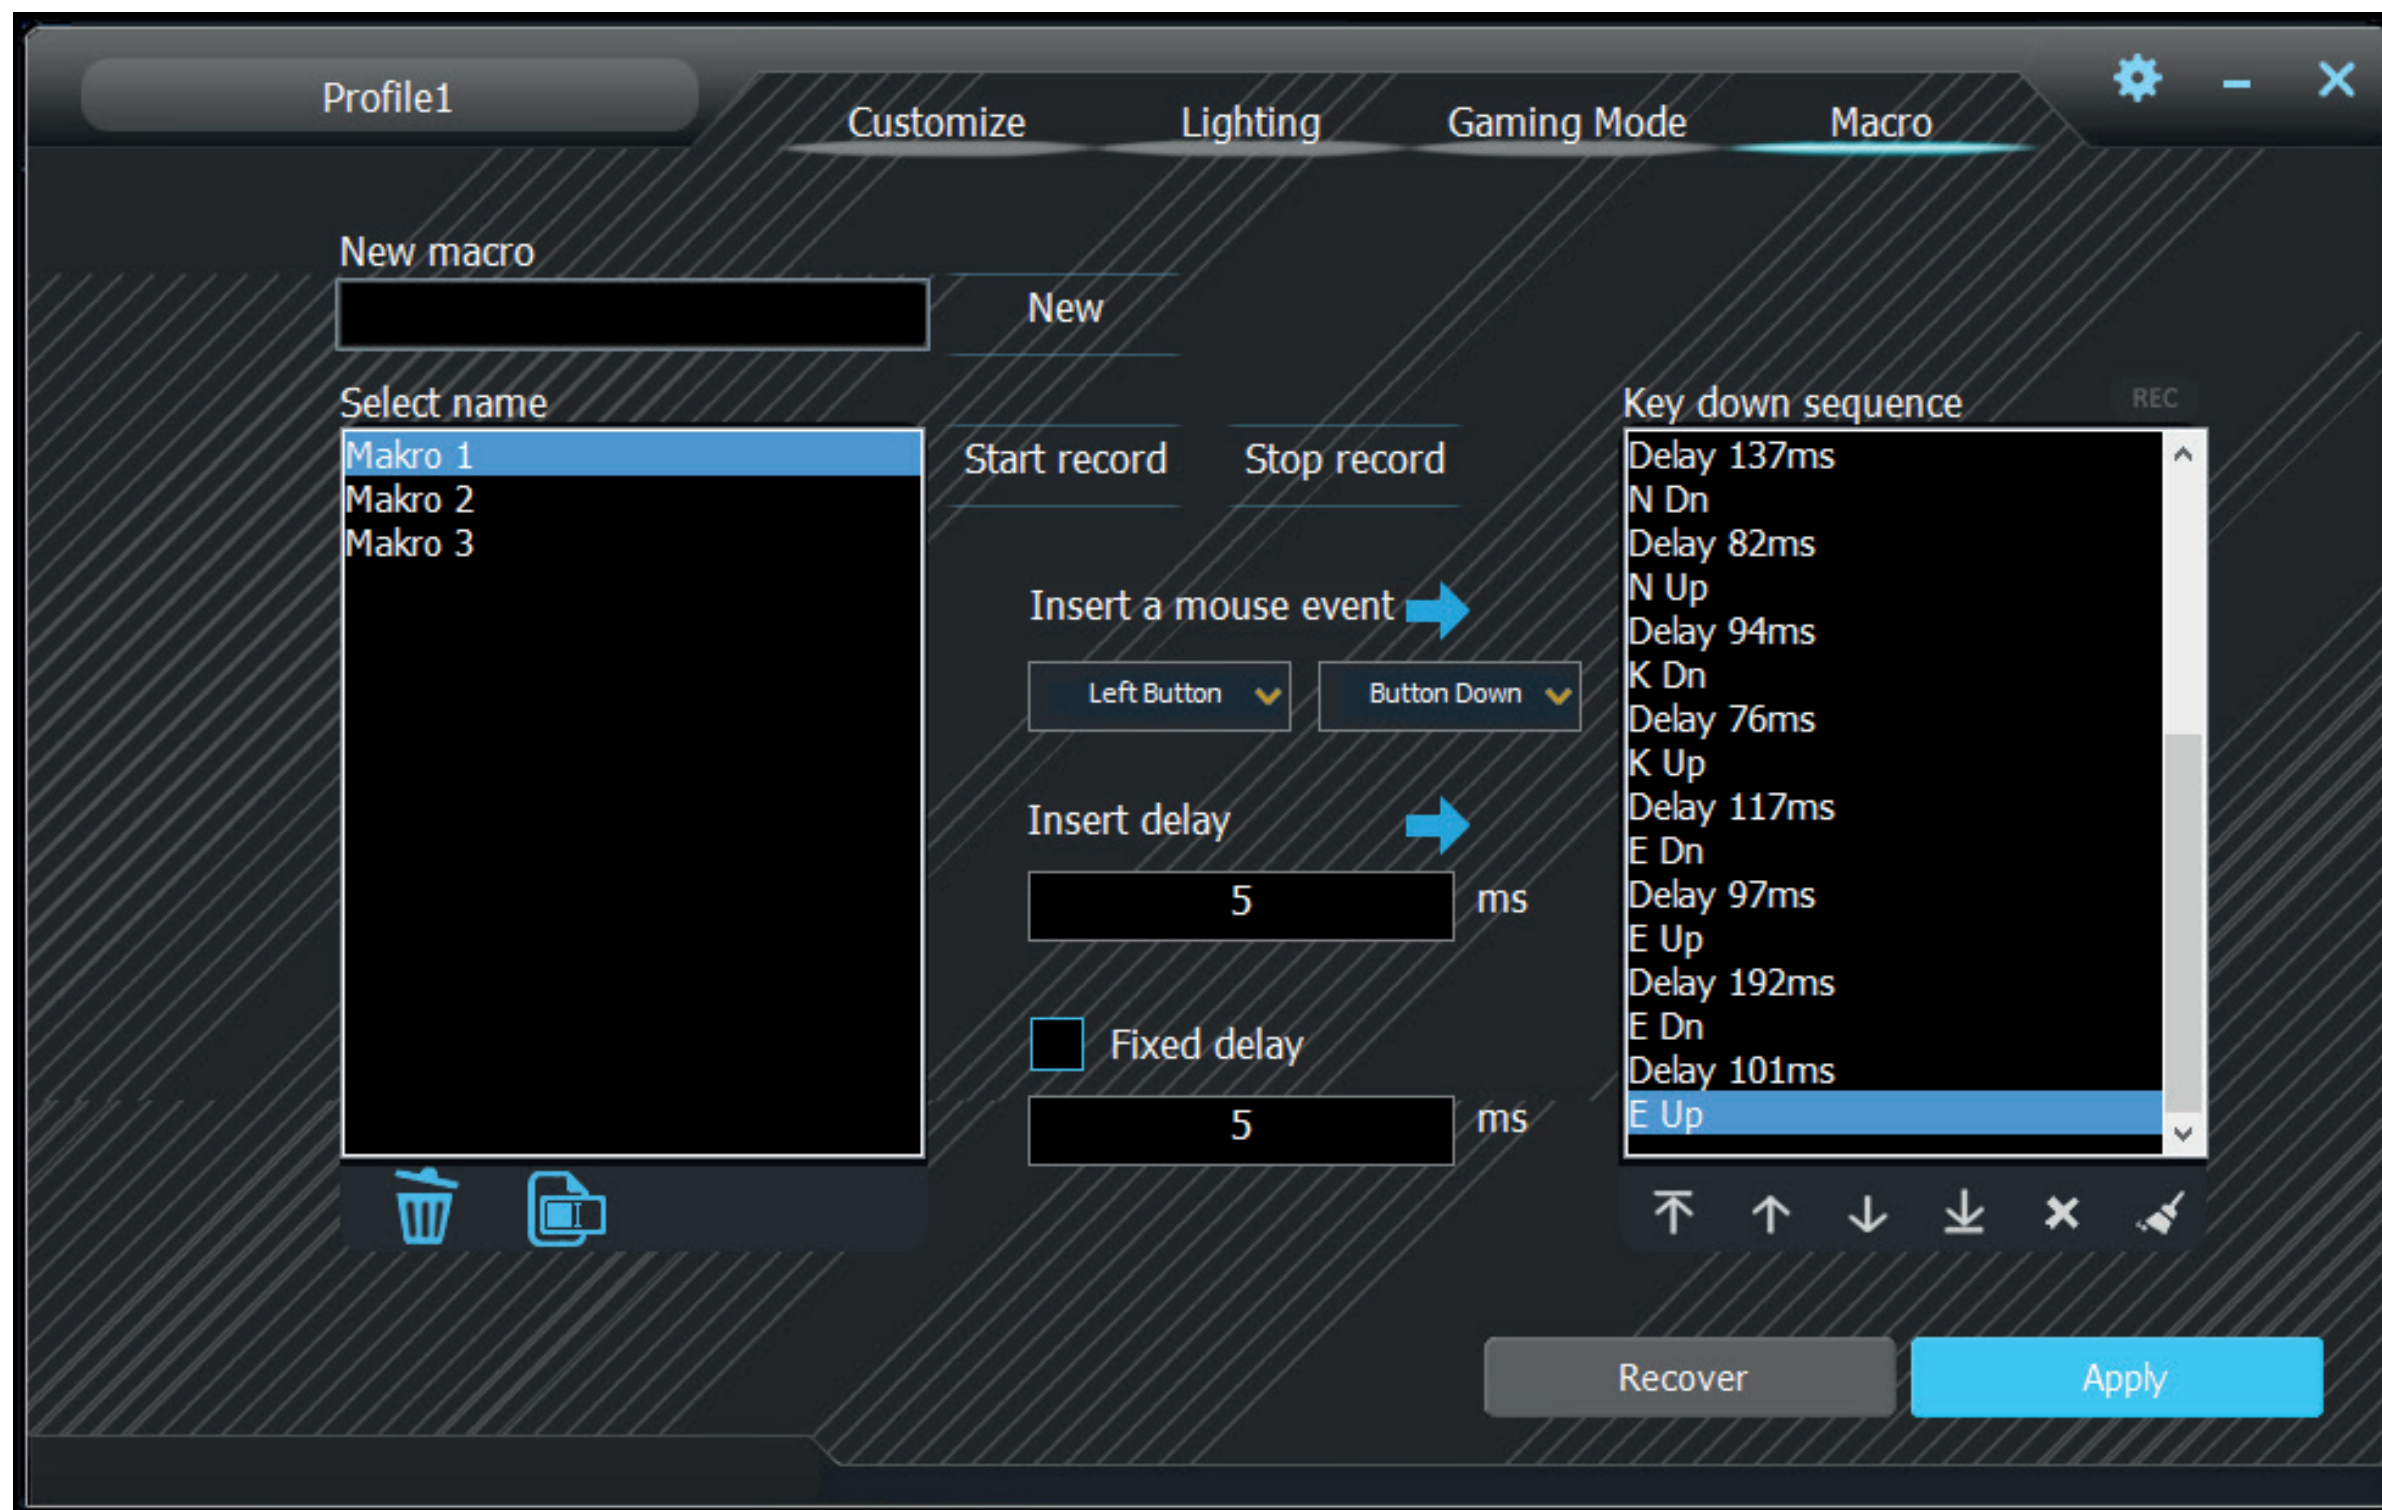 Profile1
Customize
Lighting
Gaming Mode
Macro
New macro
New
Select name
Makro 1
Makro 2
Makro 3
Start record
Stop record
Insert a mouse event
Left Button
Button Down
Insert delay
5
ms
Fixed delay
5
ms
Key down sequence
REC
Delay 137ms
N Dn
Delay 82ms
N Up
Delay 94ms
K Dn
Delay 76ms
K Up
Delay 117ms
E Dn
Delay 97ms
E Up
Delay 192ms
E Dn
Delay 101ms
E Up
Recover
Apply